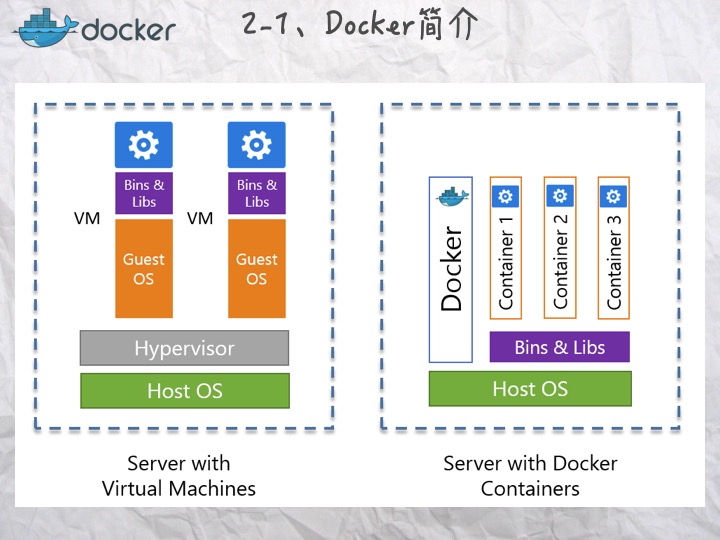 docker
2-1、Docker简介
VM
Bins &
Libs
Guest
OS
VM
Bins &
Libs
Guest
OS
Hypervisor
Host OS
Server with
Virtual Machines
Docker
Container 1
Container 2
Container 3
Bins & Libs
Host OS
Server with Docker
Containers